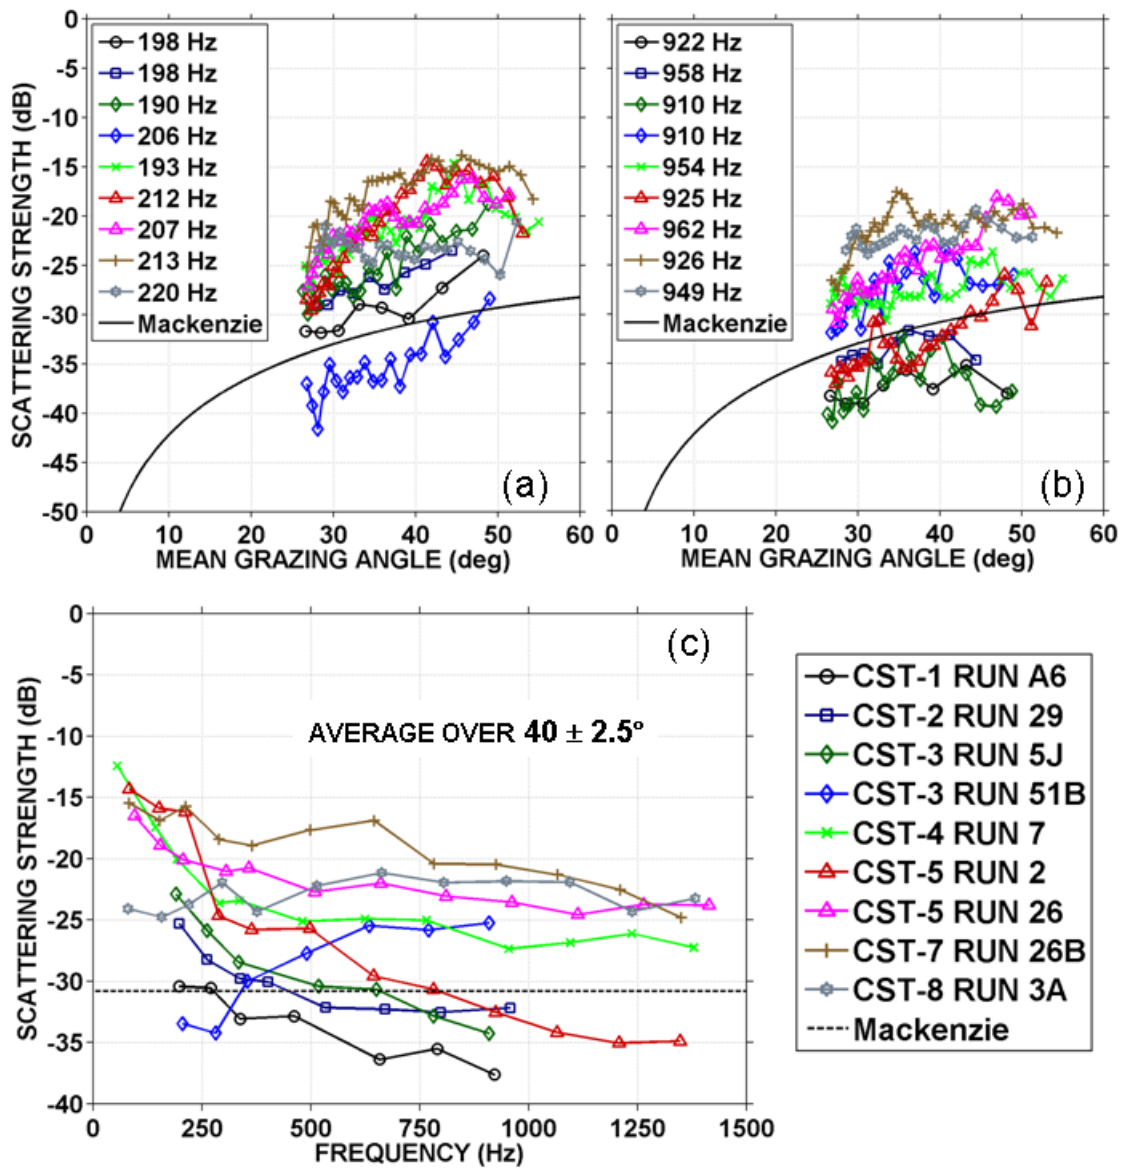 0
-5
-10
-15
-20
-25
-30
-35
-40
-45
-50
SCATTERING STRENGTH (dB)
198 Hz
198 Hz
190 Hz
206 Hz
193 Hz
212 Hz
207 Hz
213 Hz
220 Hz
Mackenzie
(a)
0 10 20 30 40 50 60
MEAN GRAZING ANGLE (deg)
922 Hz
958 Hz
910 Hz
910 Hz
954 Hz
925 Hz
962 Hz
926 Hz
949 Hz
Mackenzie
(b)
0 10 20 30 40 50 60
MEAN GRAZING ANGLE (deg)
0
-5
-10
-15
-20
-25
-30
-35
-40
SCATTERING STRENGTH (dB)
(c)
AVERAGE OVER 40 ± 2.5°
0 250 500 750 1000 1250 1500
FREQUENCY (Hz)
CST-1 RUN A6
CST-2 RUN 29
CST-3 RUN 5J
CST-3 RUN 51B
CST-4 RUN 7
CST-5 RUN 2
CST-5 RUN 26
CST-7 RUN 26B
CST-8 RUN 3A
Mackenzie